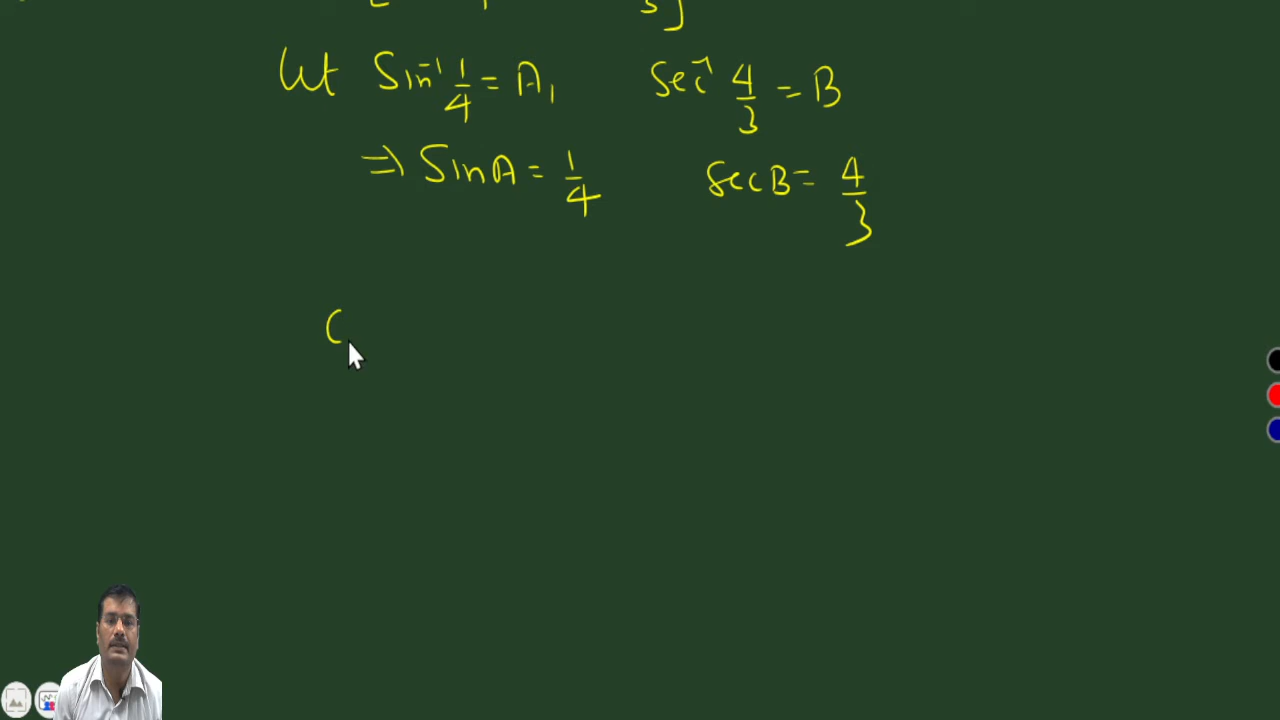 let Sin⁻¹ 1/4 = A, Sec⁻¹ 4/3 = B
⇒ Sin A = 1/4 Sec B = 4/3
C